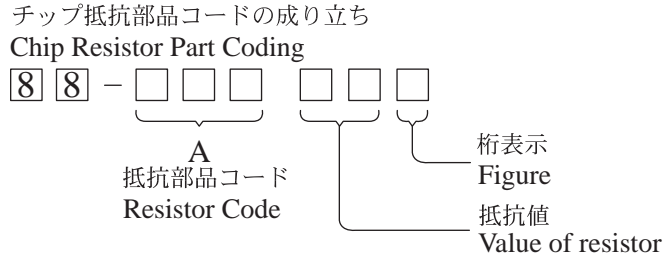 チップ抵抗部品コードの成り立ち
Chip Resistor Part Coding
8 8 – □ □ □ □ □ □
A
抵抗部品コード
Resistor Code
桁表示
Figure
抵抗値
Value of resistor